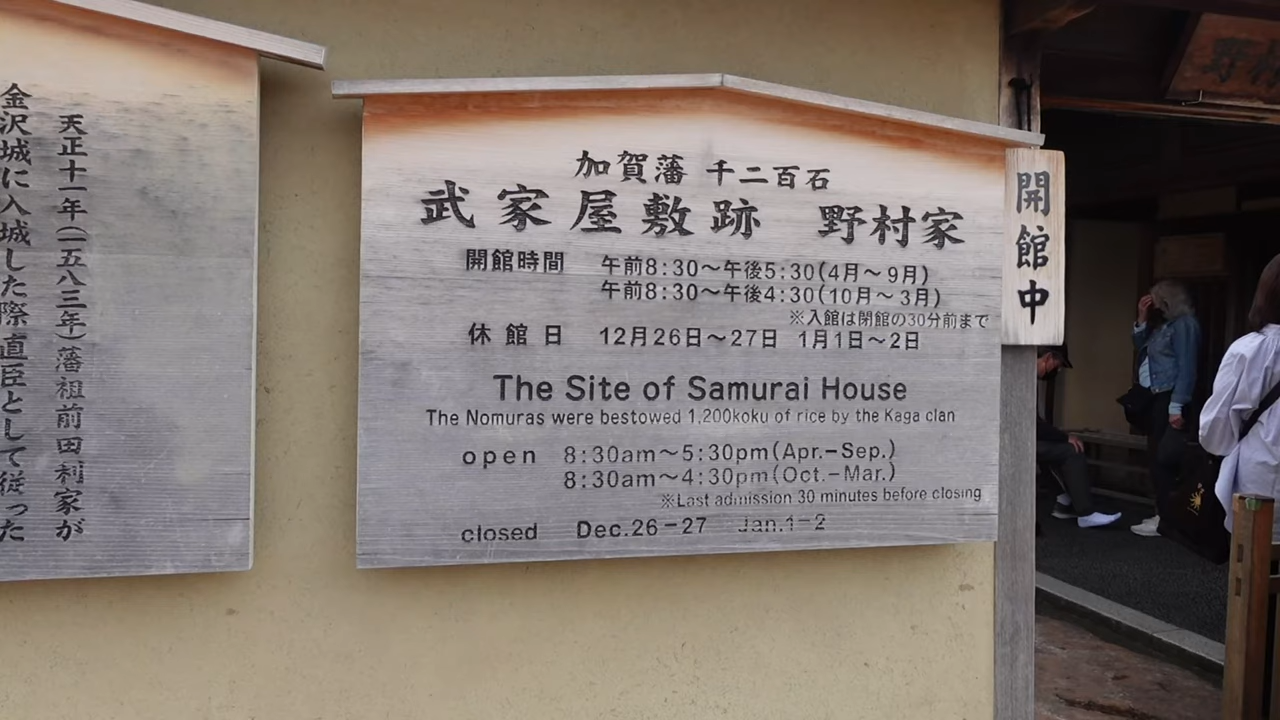 加賀藩 千二百石
武家屋敷跡 野村家
開館時間 午前8:30～午後5:30(4月～9月)
午前8:30～午後4:30(10月～3月)
※入館は閉館の30分前まで
休館日 12月26日～27日 1月1日～2日
The Site of Samurai House
The Nomuras were bestowed 1,200koku of rice by the Kaga clan
open 8:30am～5:30pm(Apr.-Sep.)
8:30am～4:30pm(Oct.-Mar.)
※Last admission 30 minutes before closing
closed Dec.26-27 Jan.1-2
開館中
天正十一年(一五八三年)藩祖前田利家が
金沢城に入城した際直臣として従った
野村